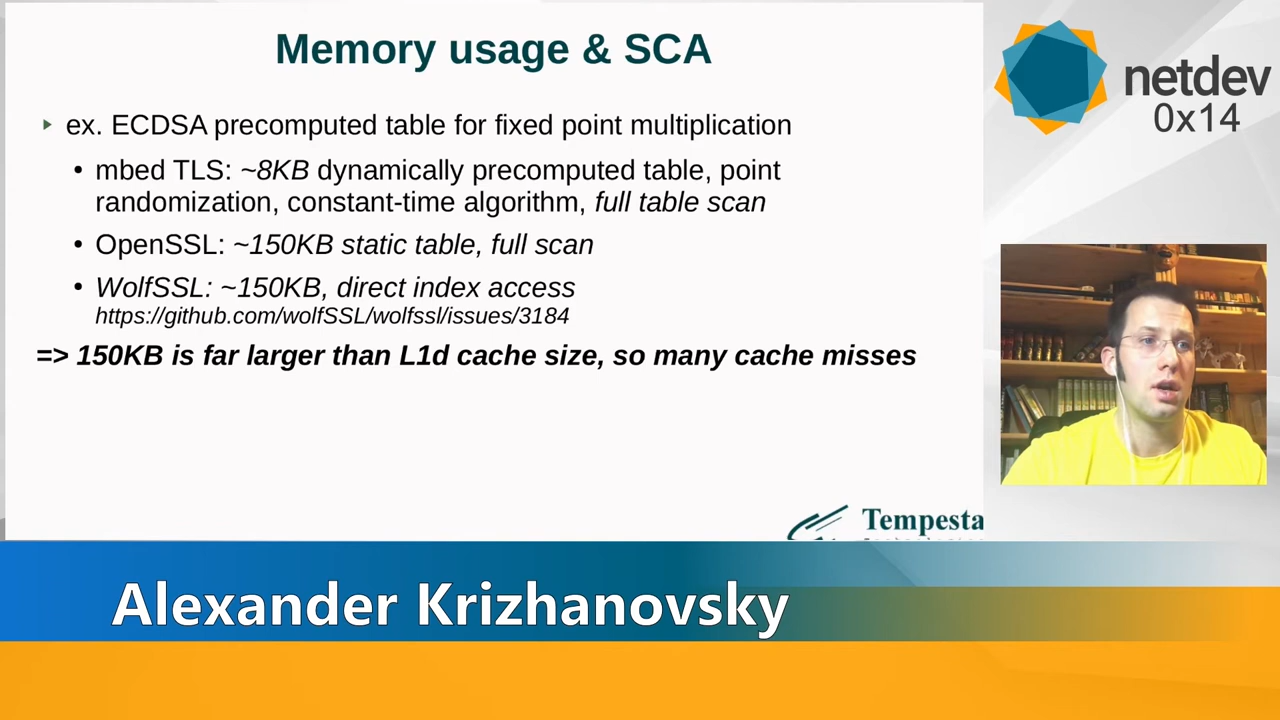 Memory usage & SCA
ex. ECDSA precomputed table for fixed point multiplication
mbed TLS: ~8KB dynamically precomputed table, point
randomization, constant-time algorithm, full table scan
OpenSSL: ~150KB static table, full scan
WolfSSL: ~150KB, direct index access
https://github.com/wolfSSL/wolfssl/issues/3184
=> 150KB is far larger than L1d cache size, so many cache misses
Tempesta
netdev
0x14
Alexander Krizhanovsky